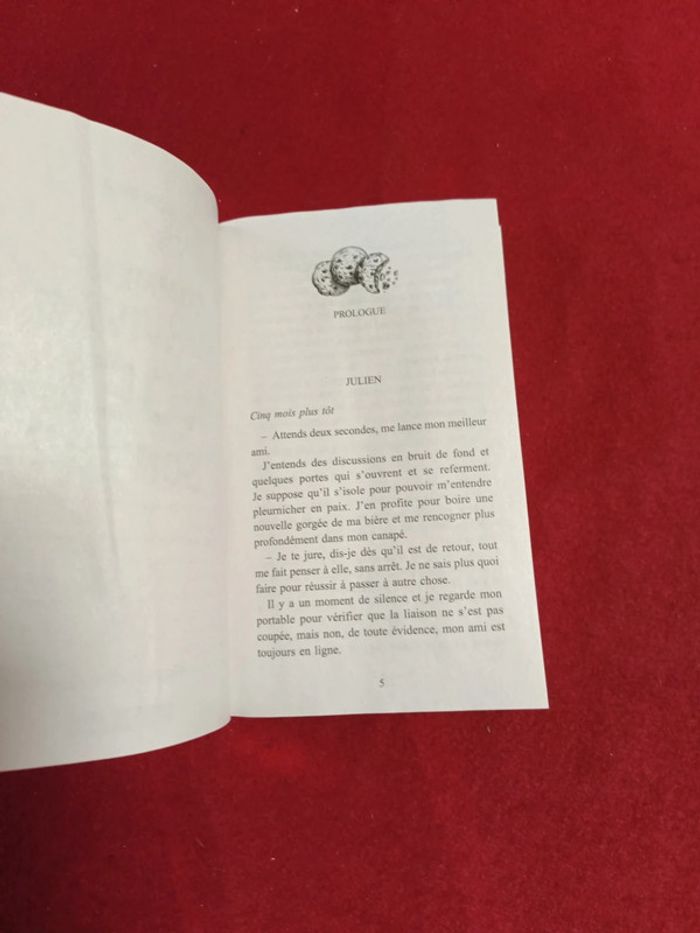 PROLOGUE
JULIEN
Cinq mois plus tôt
– Attends deux secondes, me lance mon meilleur
ami.
J'entends des discussions en bruit de fond et
quelques portes qui s'ouvrent et se referment.
Je suppose qu'il s'isole pour pouvoir m'entendre
pleurnicher en paix. J'en profite pour boire une
nouvelle gorgée de ma bière et me rencogner plus
profondément dans mon canapé.
– Je te jure, dis-je dès qu'il est de retour, tout
me fait penser à elle, sans arrêt. Je ne sais plus quoi
faire pour réussir à passer à autre chose.
Il y a un moment de silence et je regarde mon
portable pour vérifier que la liaison ne s'est pas
coupée, mais non, de toute évidence, mon ami est
toujours en ligne.
5